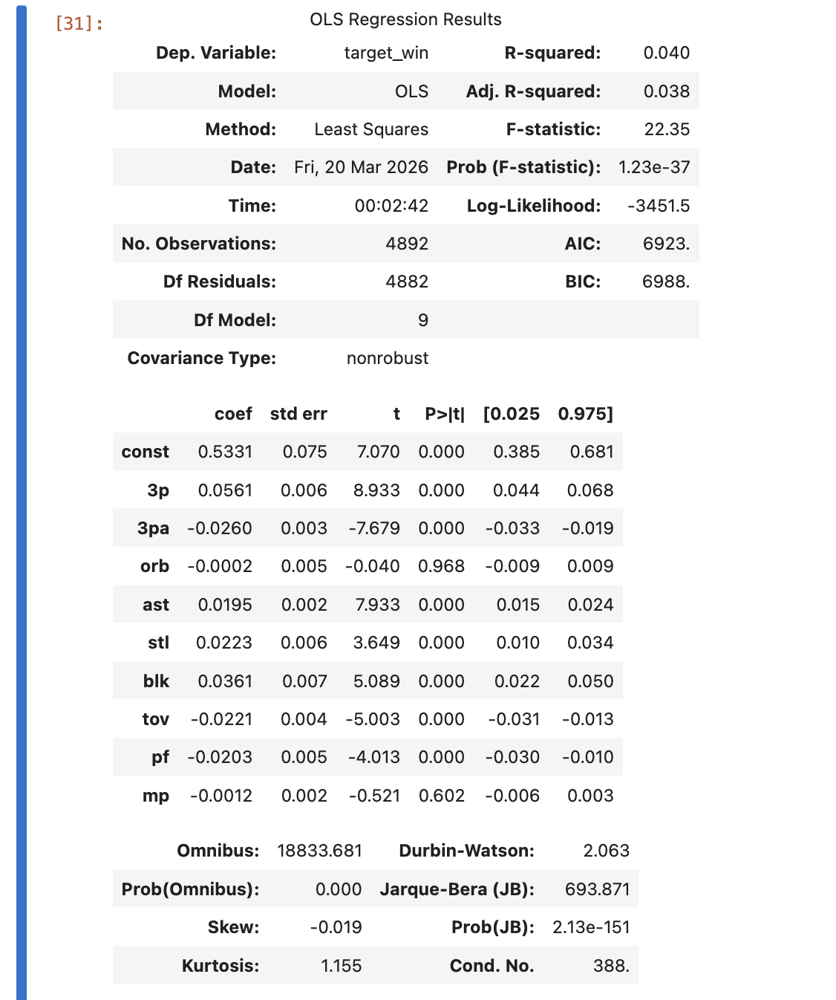 [31]: OLS Regression Results
Dep. Variable: target_win R-squared: 0.040
Model: OLS Adj. R-squared: 0.038
Method: Least Squares F-statistic: 22.35
Date: Fri, 20 Mar 2026 Prob (F-statistic): 1.23e-37
Time: 00:02:42 Log-Likelihood: -3451.5
No. Observations: 4892 AIC: 6923.
Df Residuals: 4882 BIC: 6988.
Df Model: 9
Covariance Type: nonrobust
coef std err t P>|t| [0.025 0.975]
const 0.5331 0.075 7.070 0.000 0.385 0.681
3p 0.0561 0.006 8.933 0.000 0.044 0.068
3pa -0.0260 0.003 -7.679 0.000 -0.033 -0.019
orb -0.0002 0.005 -0.040 0.968 -0.009 0.009
ast 0.0195 0.002 7.933 0.000 0.015 0.024
stl 0.0223 0.006 3.649 0.000 0.010 0.034
blk 0.0361 0.007 5.089 0.000 0.022 0.050
tov -0.0221 0.004 -5.003 0.000 -0.031 -0.013
pf -0.0203 0.005 -4.013 0.000 -0.030 -0.010
mp -0.0012 0.002 -0.521 0.602 -0.006 0.003
Omnibus: 18833.681 Durbin-Watson: 2.063
Prob(Omnibus): 0.000 Jarque-Bera (JB): 693.871
Skew: -0.019 Prob(JB): 2.13e-151
Kurtosis: 1.155 Cond. No. 388.